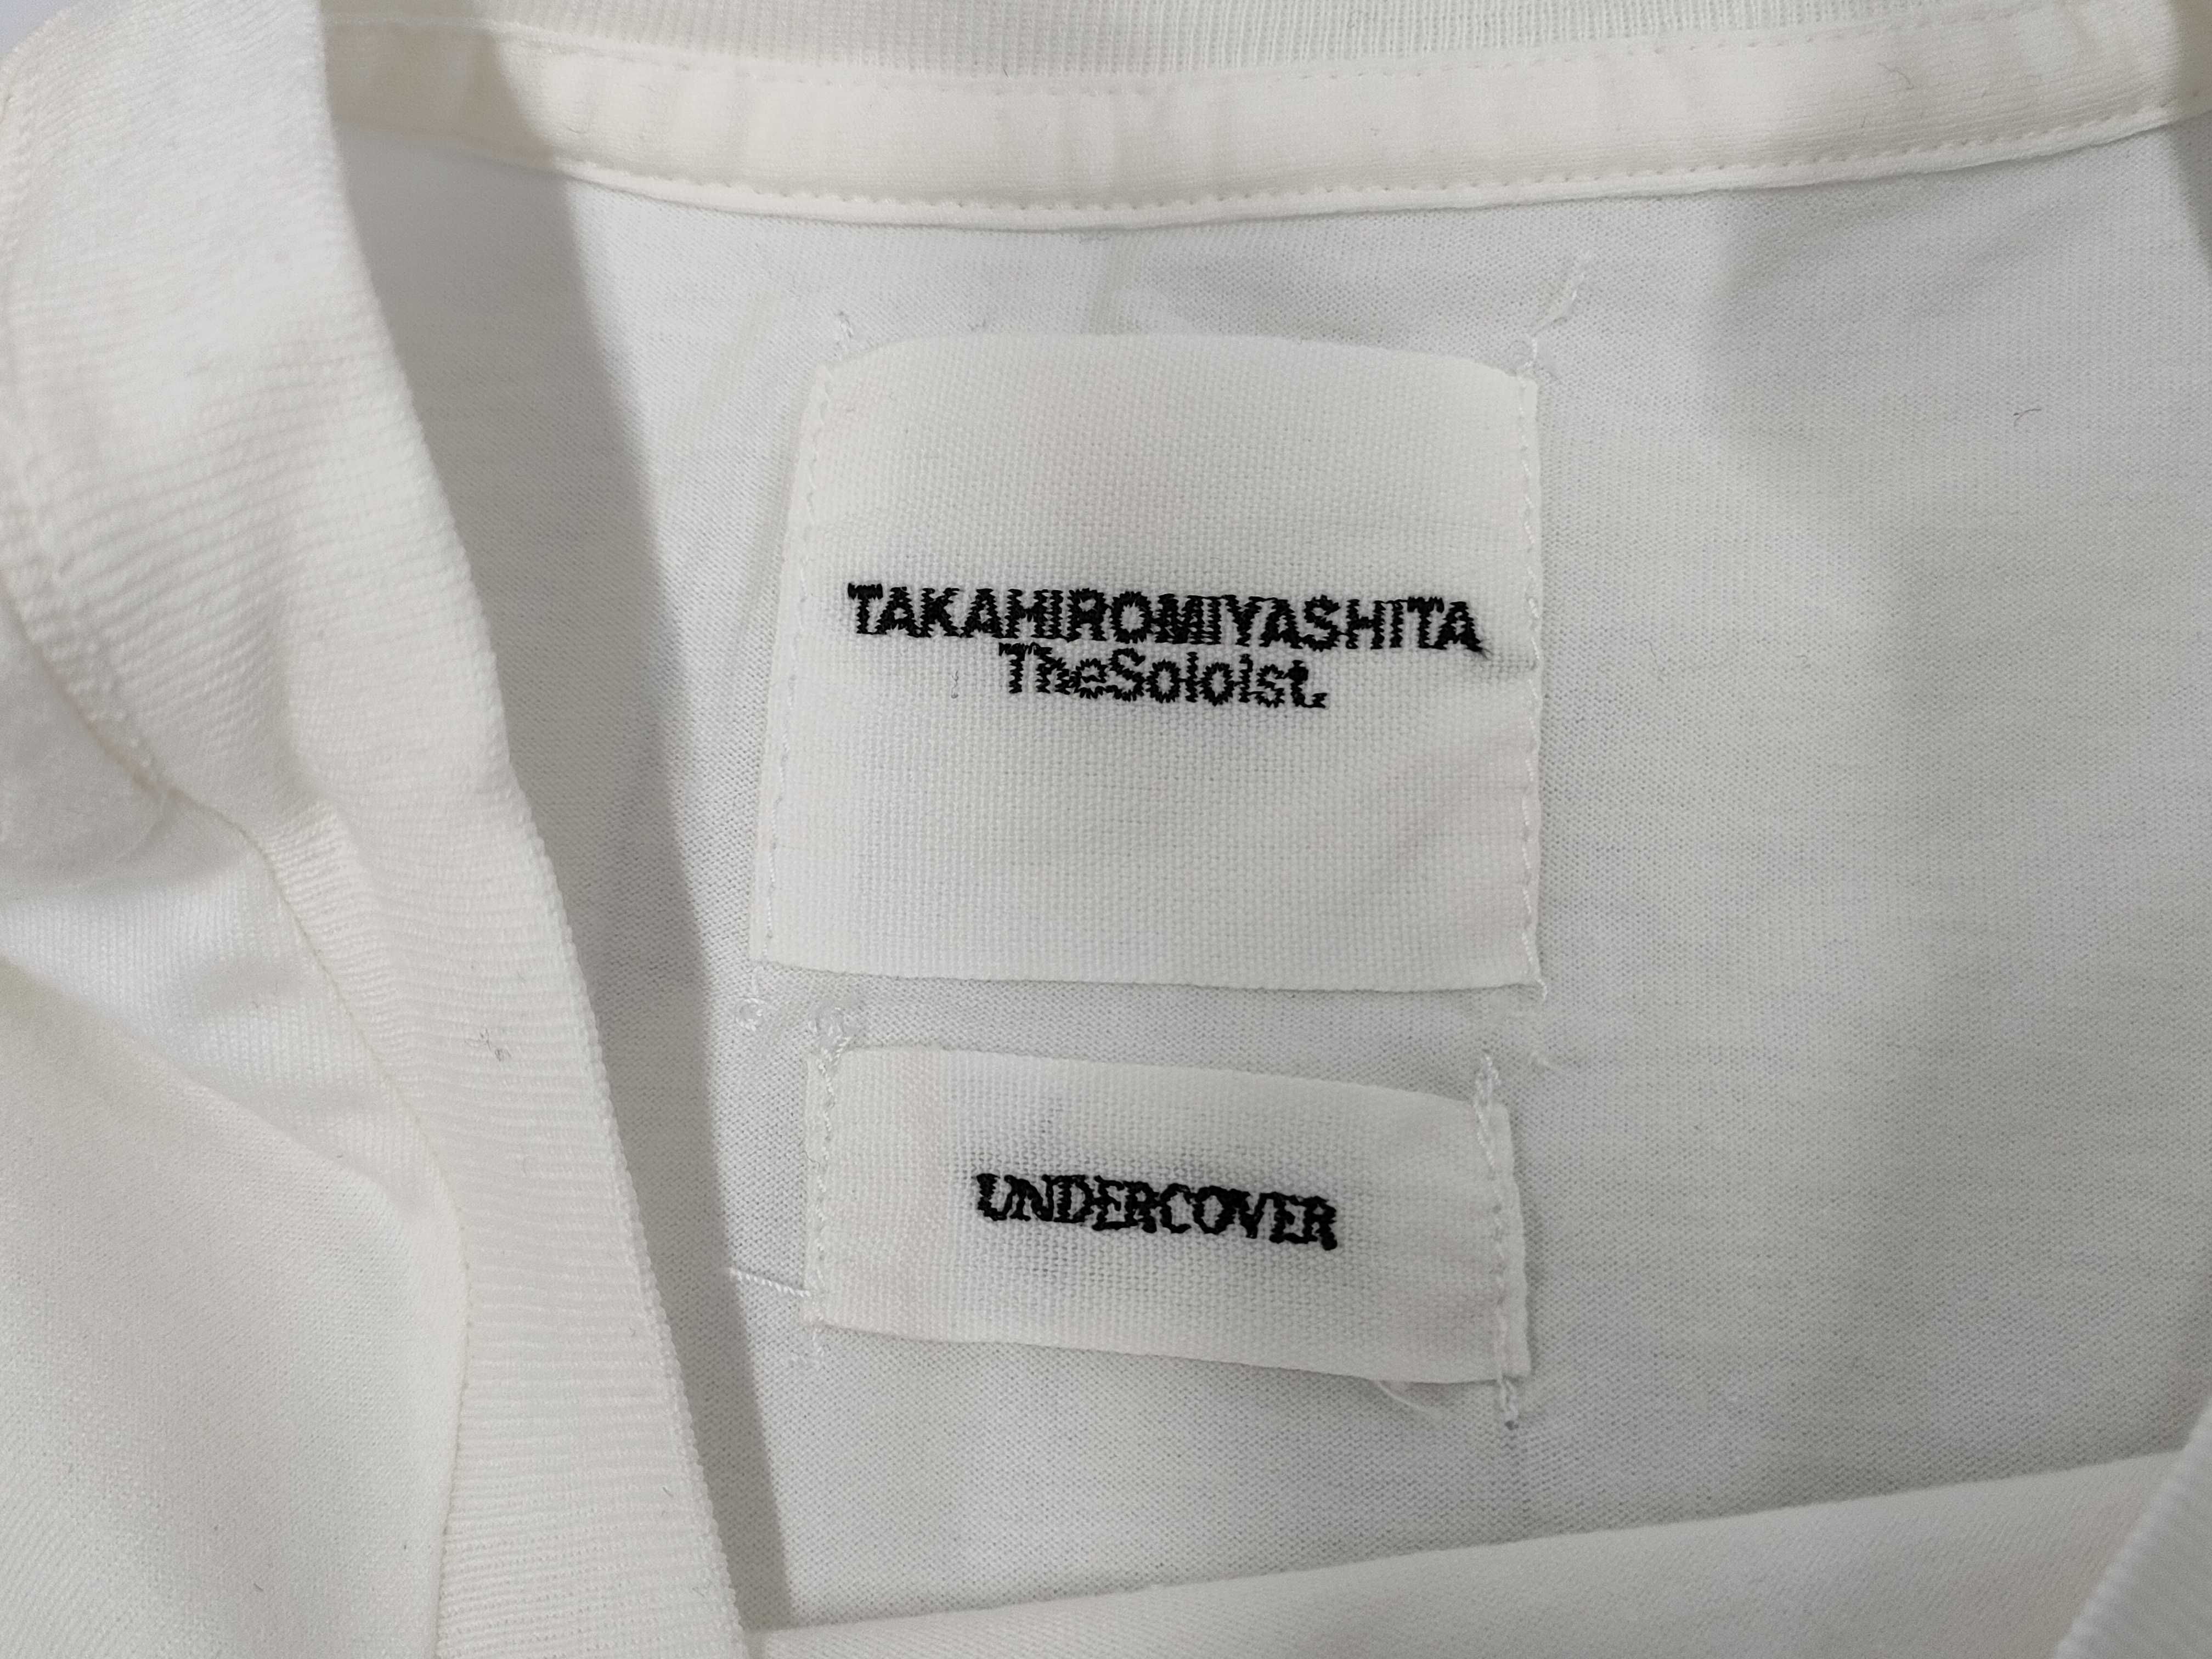 TAKAHIROMIYASHITA
TheSoloist.
UNDERCOVER